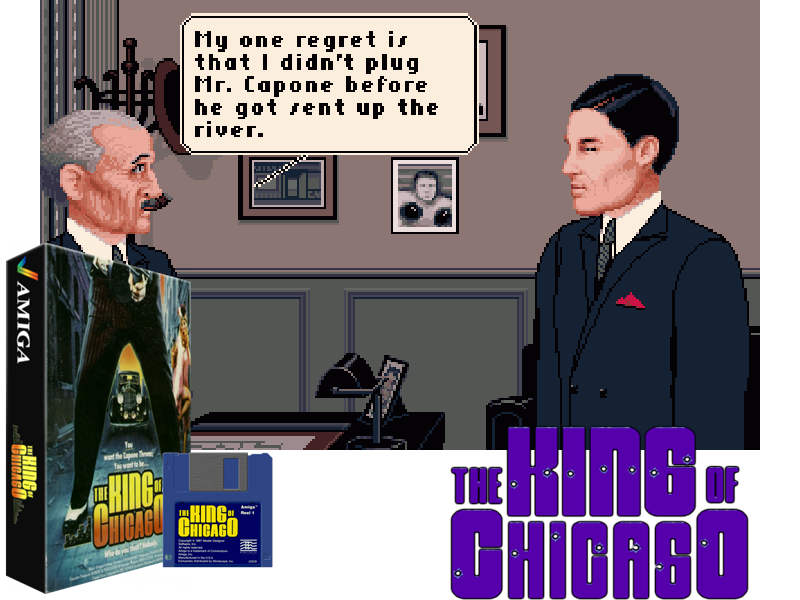 My one regret is
that I didn't plug
Mr. Capone before
he got sent up the
river.
AMIGA
THE KING OF
CHICAGO
You
want the Capone Throne;
You want to be...
THE KING OF
CHICAGO
Who do you trust? Nobody.
THE KING OF
CHICAGO
Amiga
Reel 1
THE KING OF
CHICAGO